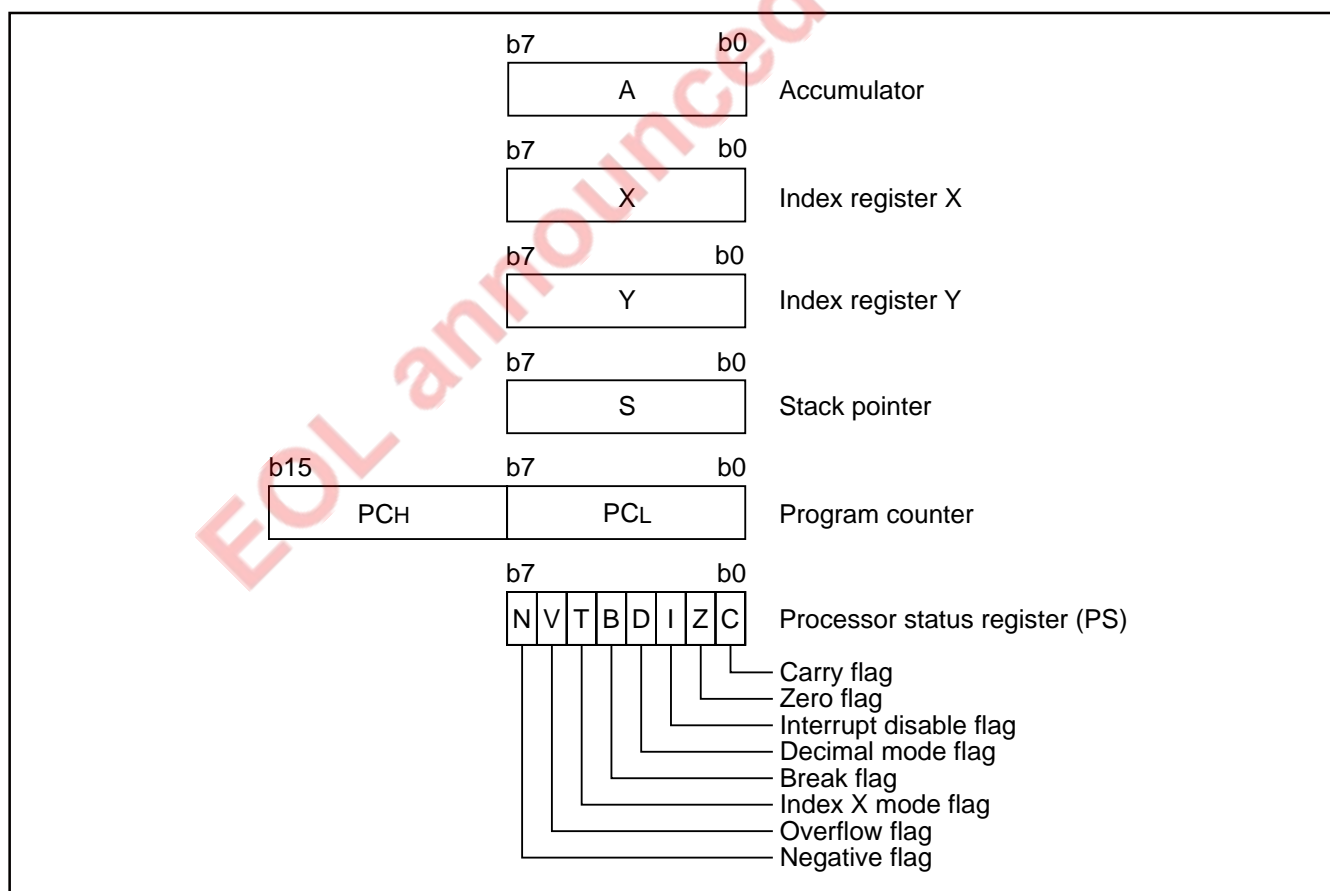 b7 b0
A Accumulator
b7 b0
X Index register X
b7 b0
Y Index register Y
b7 b0
S Stack pointer
b15 b7 b0
PCH PCL Program counter
b7 b0
N V T B D I Z C Processor status register (PS)
Carry flag
Zero flag
Interrupt disable flag
Decimal mode flag
Break flag
Index X mode flag
Overflow flag
Negative flag
EOL announced